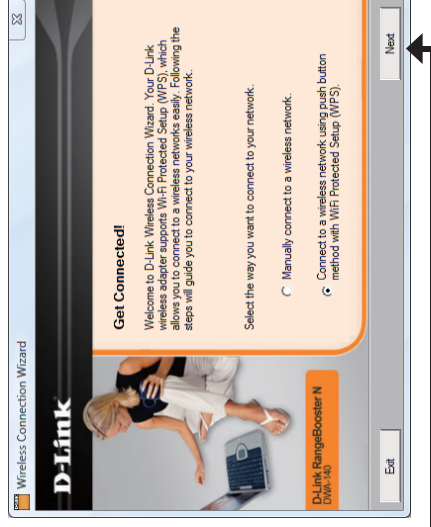 Wireless Connection Wizard
D-Link
Get Connected!
Welcome to D-Link Wireless Connection Wizard. Your D-Link
wireless adapter supports Wi-Fi Protected Setup (WPS), which
allows you to connect to a wireless networks easily. Following the
steps will guide you to connect to your wireless network.
Select the way you want to connect to your network.
Manually connect to a wireless network.
Connect to a wireless network using push button
method with WiFi Protected Setup (WPS).
D-Link RangeBooster N
DWA-140
Exit
Next